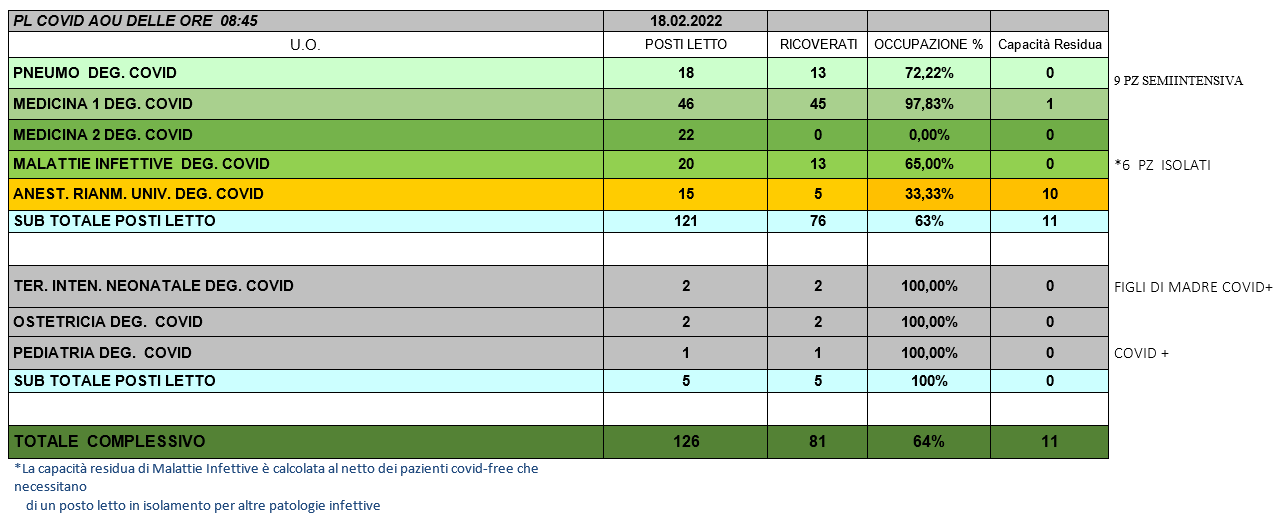 PL COVID AOU DELLE ORE 08:45 18.02.2022
U.O. POSTI LETTO RICOVERATI OCCUPAZIONE % Capacità Residua
PNEUMO DEG. COVID 18 13 72,22% 0 9 PZ SEMIINTENSIVA
MEDICINA 1 DEG. COVID 46 45 97,83% 1
MEDICINA 2 DEG. COVID 22 0 0,00% 0
MALATTIE INFETTIVE DEG. COVID 20 13 65,00% 0 *6 PZ ISOLATI
ANEST. RIANM. UNIV. DEG. COVID 15 5 33,33% 10
SUB TOTALE POSTI LETTO 121 76 63% 11
TER. INTEN. NEONATALE DEG. COVID 2 2 100,00% 0 FIGLI DI MADRE COVID+
OSTETRICIA DEG. COVID 2 2 100,00% 0
PEDIATRIA DEG. COVID 1 1 100,00% 0 COVID +
SUB TOTALE POSTI LETTO 5 5 100% 0
TOTALE COMPLESSIVO 126 81 64% 11
*La capacità residua di Malattie Infettive è calcolata al netto dei pazienti covid-free che
necessitano
di un posto letto in isolamento per altre patologie infettive